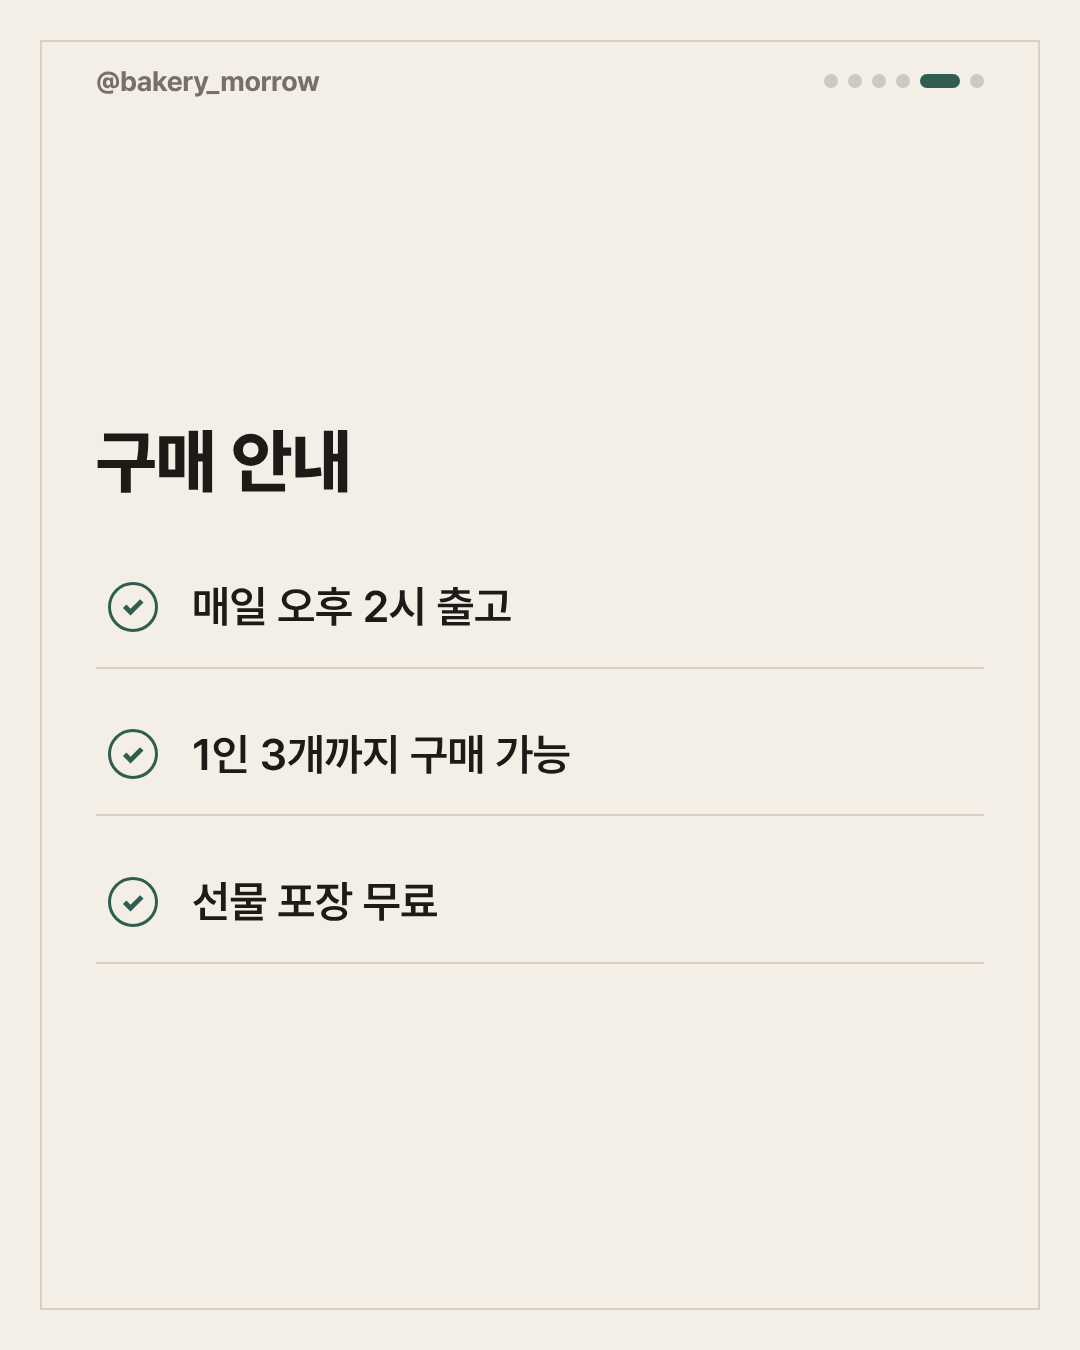 @bakery_morrow
구매 안내
매일 오후 2시 출고
1인 3개까지 구매 가능
선물 포장 무료